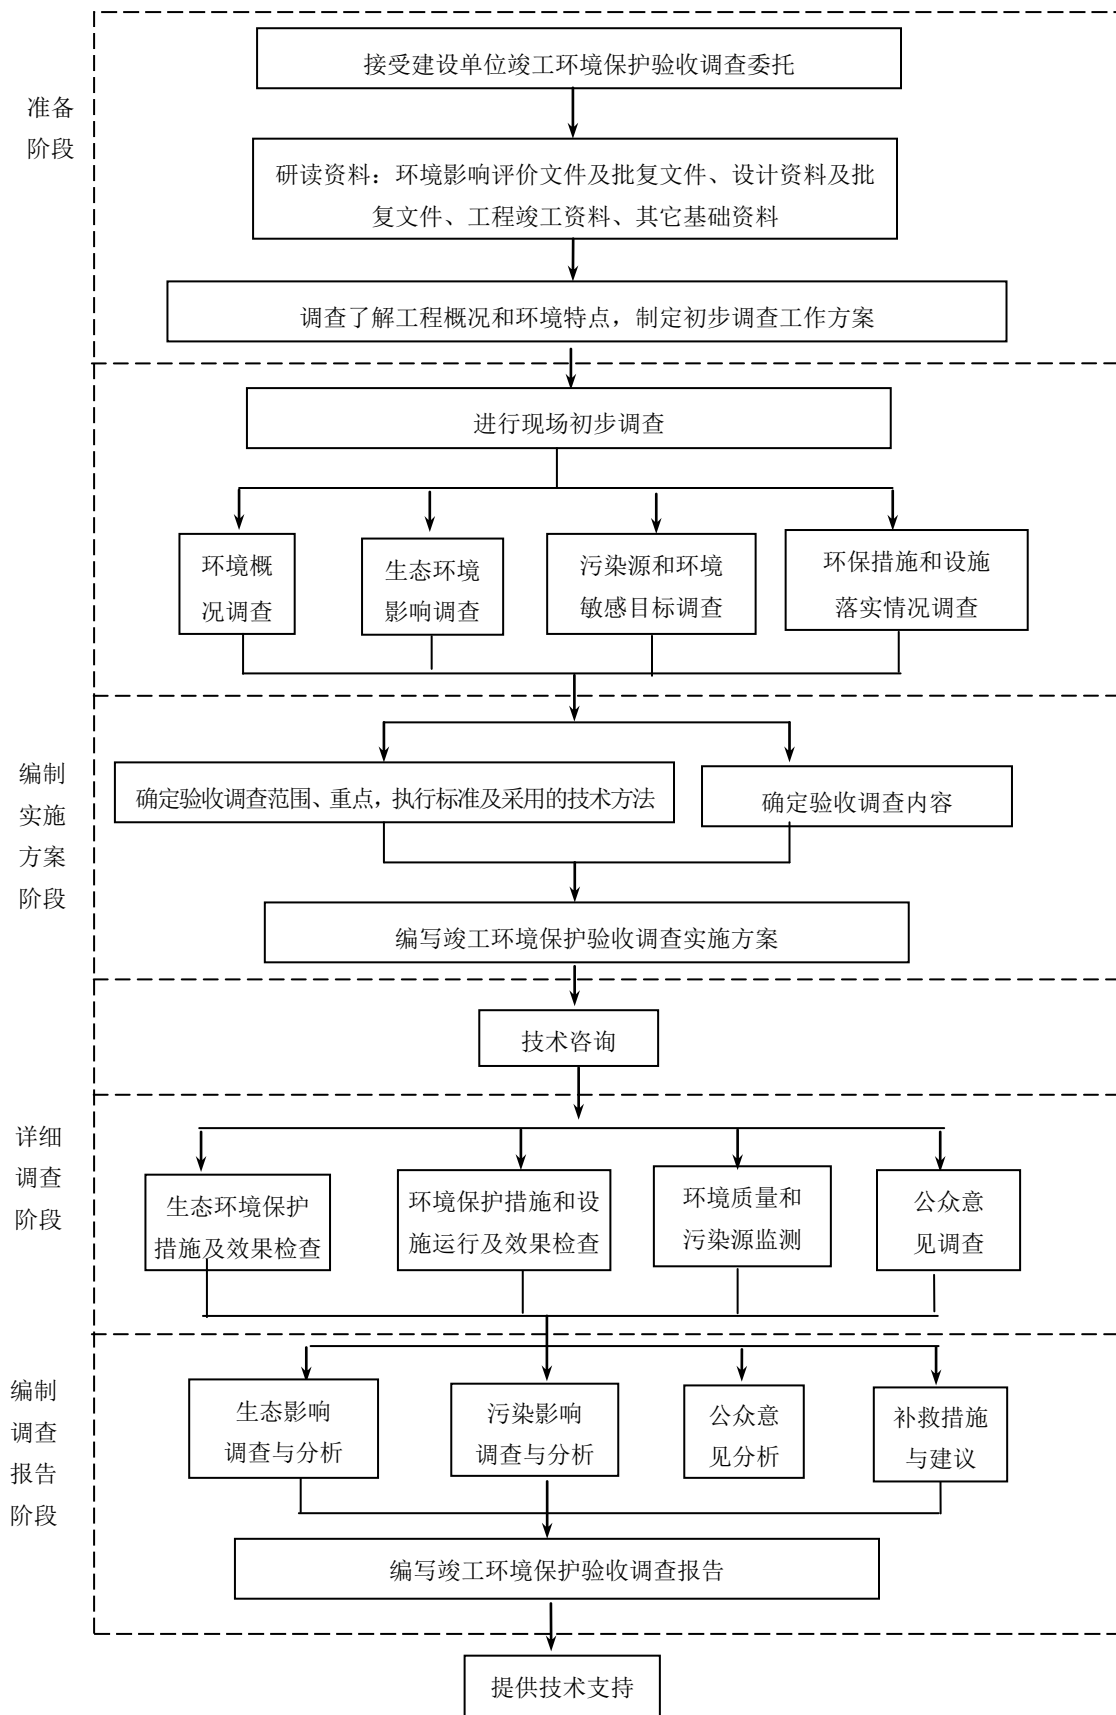 接受建设单位竣工环境保护验收调查委托
准备
阶段
研读资料：环境影响评价文件及批复文件、设计资料及批
复文件、工程竣工资料、其它基础资料
调查了解工程概况和环境特点，制定初步调查工作方案
进行现场初步调查
环境概
况调查
生态环境
影响调查
污染源和环境
敏感目标调查
环保措施和设施
落实情况调查
编制
实施
方案
阶段
确定验收调查范围、重点，执行标准及采用的技术方法
确定验收调查内容
编写竣工环境保护验收调查实施方案
技术咨询
详细
调查
阶段
生态环境保护
措施及效果检查
环境保护措施和设
施运行及效果检查
环境质量和
污染源监测
公众意
见调查
编制
调查
报告
阶段
生态影响
调查与分析
污染影响
调查与分析
公众意
见分析
补救措施
与建议
编写竣工环境保护验收调查报告
提供技术支持